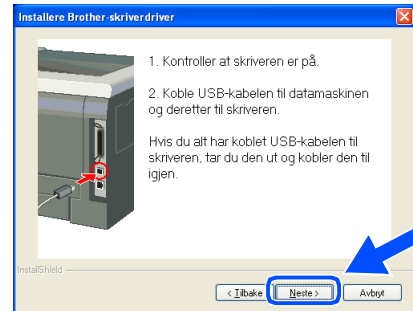 Installere Brother-skriverdriver
1. Kontroller at skriveren er på.
2. Koble USB-kabelen til datamaskinen
og deretter til skriveren.
Hvis du alt har koblet USB-kabelen til
skriveren, tar du den ut og kobler den til
igjen.
InstallShield
< Tilbake Neste > Avbryt